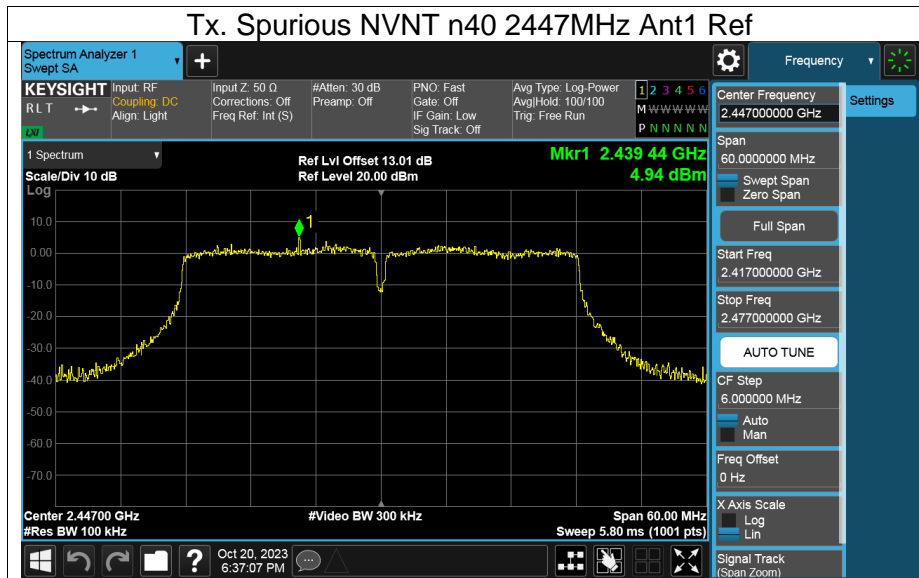 Tx. Spurious NVNT n40 2447MHz Ant1 Ref
Spectrum Analyzer 1
Swept SA
+
Frequency
KEYSIGHT
R L T
LXI
Input: RF
Coupling: DC
Align: Light
Input Z: 50 Ω
Corrections: Off
Freq Ref: Int (S)
#Atten: 30 dB
Preamp: Off
PNO: Fast
Gate: Off
IF Gain: Low
Sig Track: Off
Avg Type: Log-Power
Avg|Hold: 100/100
Trig: Free Run
1 2 3 4 5 6
M W W W W W
P N N N N N
1 Spectrum
Scale/Div 10 dB
Ref Lvl Offset 13.01 dB
Ref Level 20.00 dBm
Mkr1 2.439 44 GHz
4.94 dBm
Log
10.0
0.00
-10.0
-20.0
-30.0
-40.0
-50.0
-60.0
-70.0
1
Center 2.44700 GHz
#Res BW 100 kHz
#Video BW 300 kHz
Span 60.00 MHz
Sweep 5.80 ms (1001 pts)
Center Frequency
2.447000000 GHz
Settings
Span
60.0000000 MHz
Swept Span
Zero Span
Full Span
Start Freq
2.417000000 GHz
Stop Freq
2.477000000 GHz
AUTO TUNE
CF Step
6.000000 MHz
Auto
Man
Freq Offset
0 Hz
X Axis Scale
Log
Lin
Signal Track
(Span Zoom)
?
Oct 20, 2023
6:37:07 PM